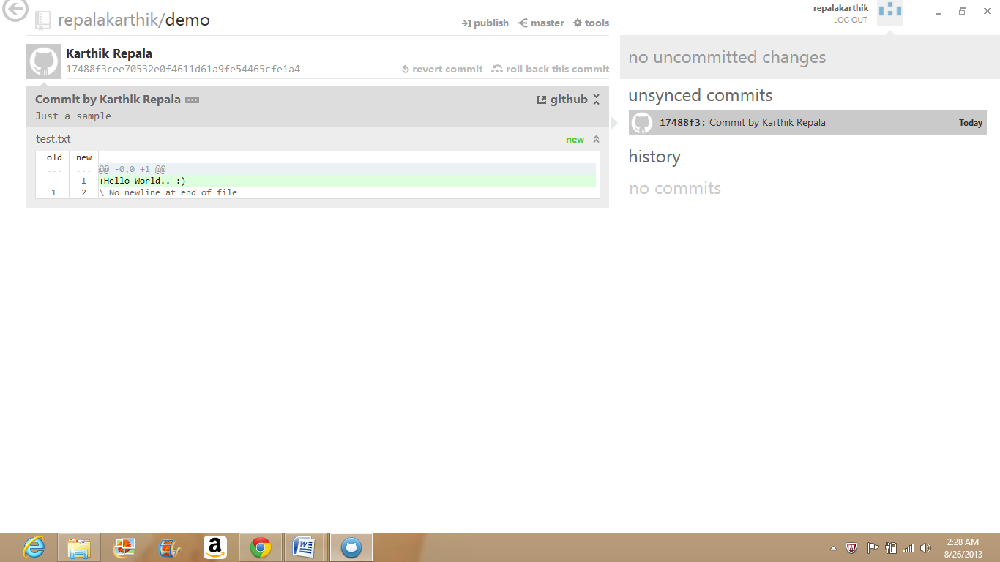 repalakarthik/demo
publish
master
tools
repalakarthik
LOG OUT
Karthik Repala
17488f3cee70532e0f4611d61a9fe54465cfe1a4
revert commit
roll back this commit
Commit by Karthik Repala
Just a sample
github
test.txt
new
old new
... ... @@ -0,0 +1 @@
1 +Hello World.. :)
1 2 \ No newline at end of file
no uncommitted changes
unsynced commits
17488f3: Commit by Karthik Repala Today
history
no commits
2:28 AM
8/26/2013